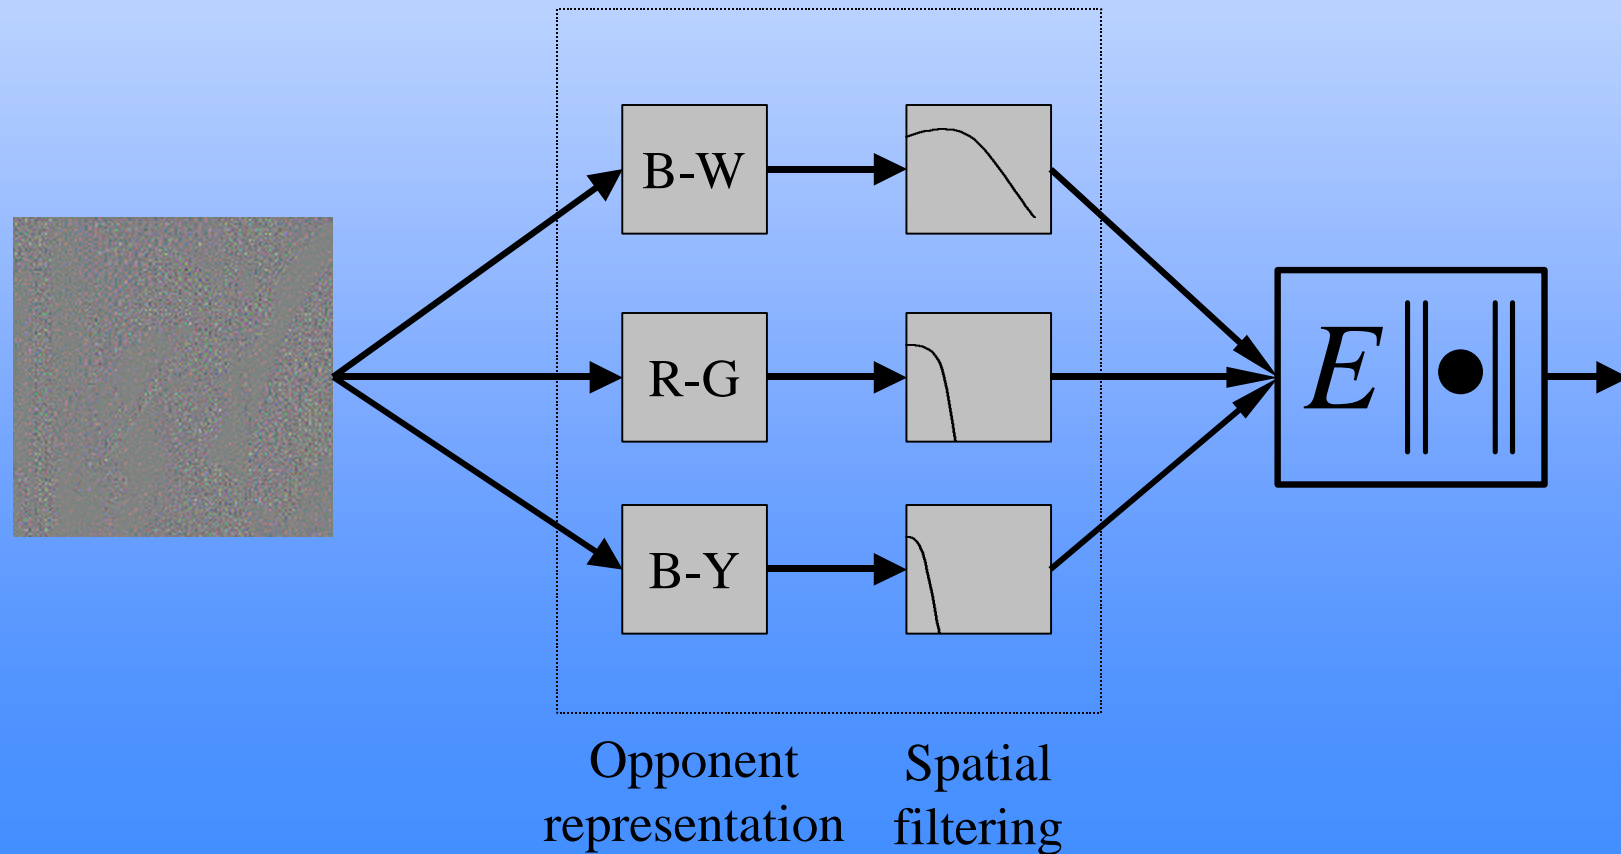 B-W
R-G
B-Y
E||●||
Opponent
representation
Spatial
filtering